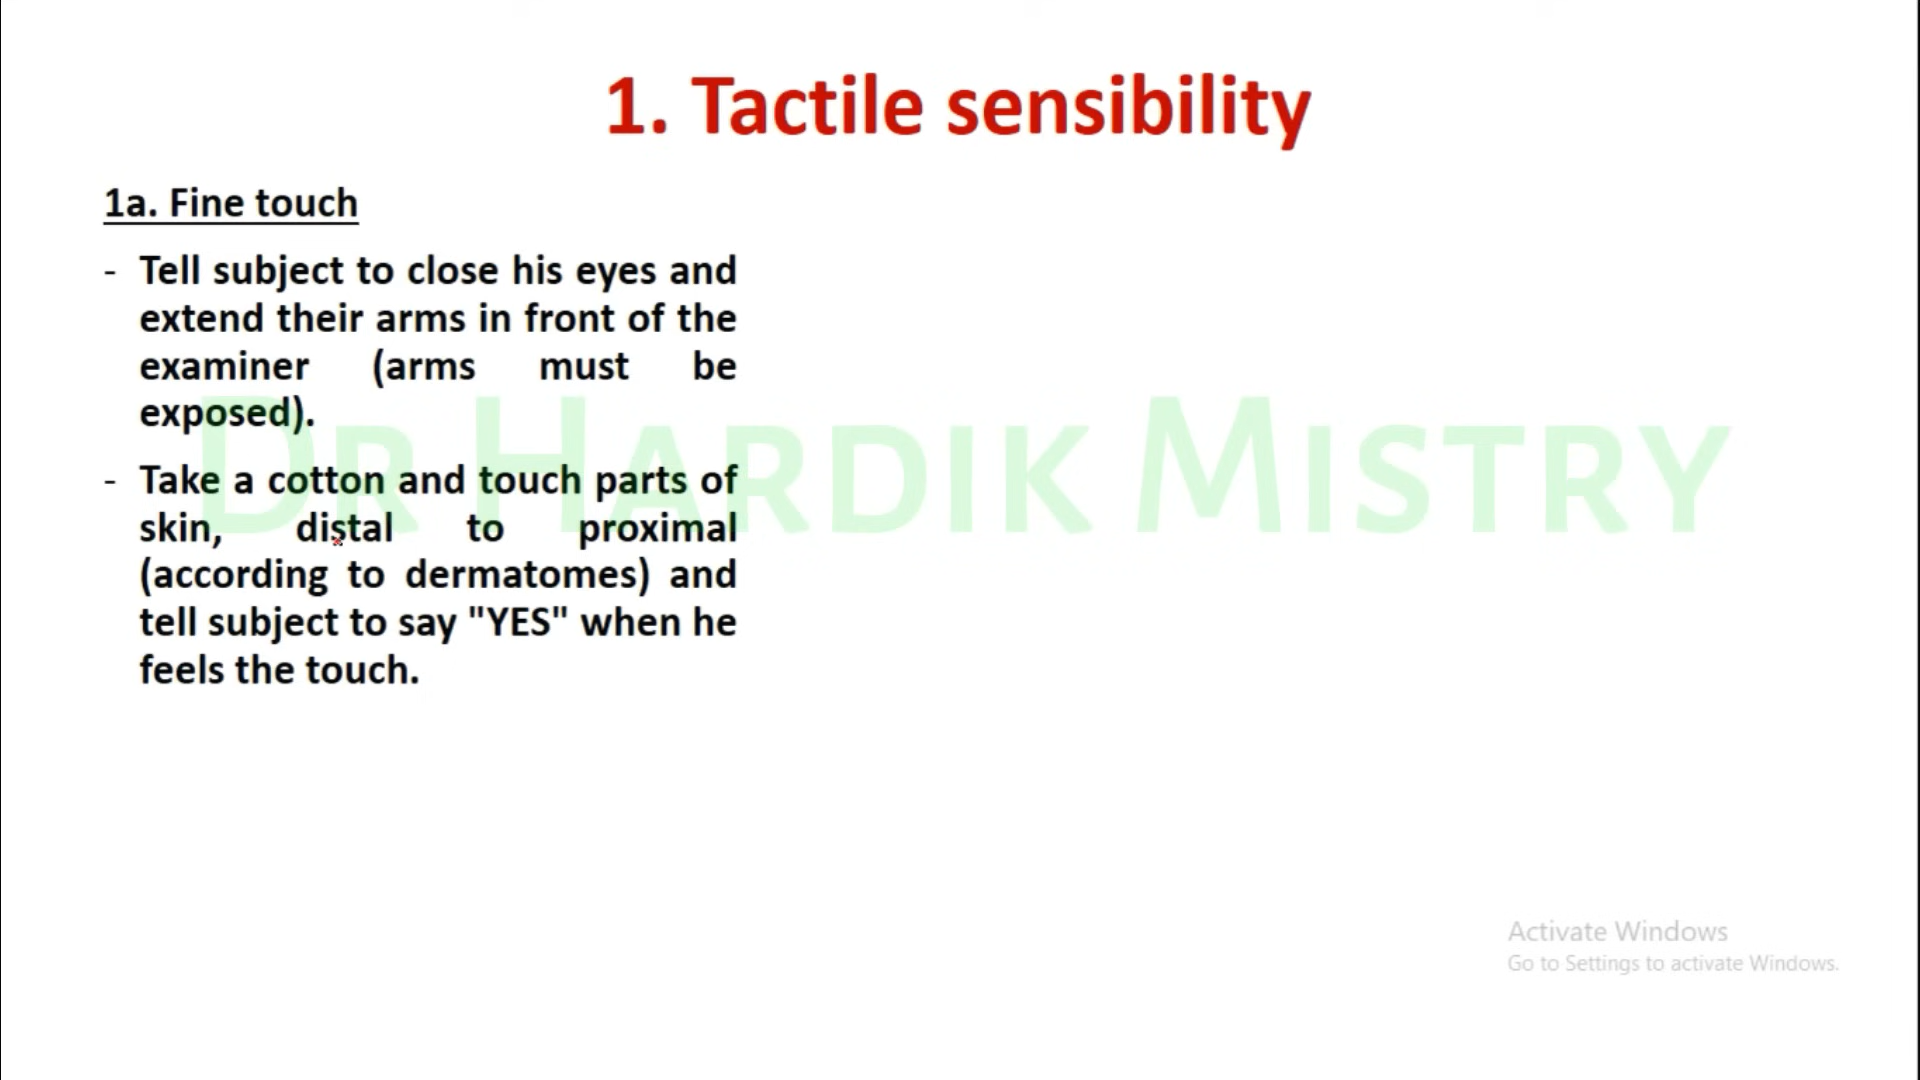 1. Tactile sensibility
1a. Fine touch
- Tell subject to close his eyes and
extend their arms in front of the
examiner (arms must be
exposed).
- Take a cotton and touch parts of
skin, distal to proximal
(according to dermatomes) and
tell subject to say "YES" when he
feels the touch.
DR HARDIK MISTRY
Activate Windows
Go to Settings to activate Windows.